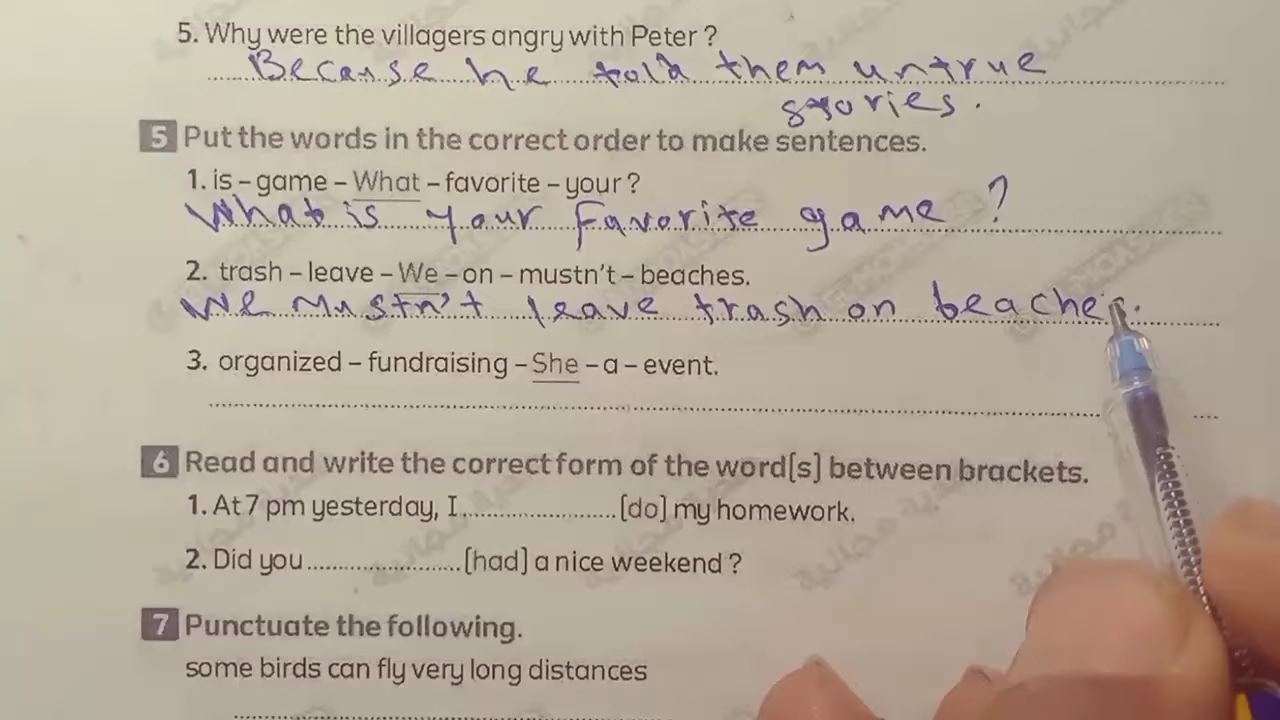 5. Why were the villagers angry with Peter ?
Because he told them untrue
stories.
5 Put the words in the correct order to make sentences.
1. is – game – What – favorite – your ?
What is your favorite game ?
2. trash – leave – We – on – mustn't – beaches.
We mustn't leave trash on beaches.
3. organized – fundraising – She – a – event.
6 Read and write the correct form of the word[s] between brackets.
1. At 7 pm yesterday, I ........................ [do] my homework.
2. Did you ........................ [had] a nice weekend ?
7 Punctuate the following.
some birds can fly very long distances